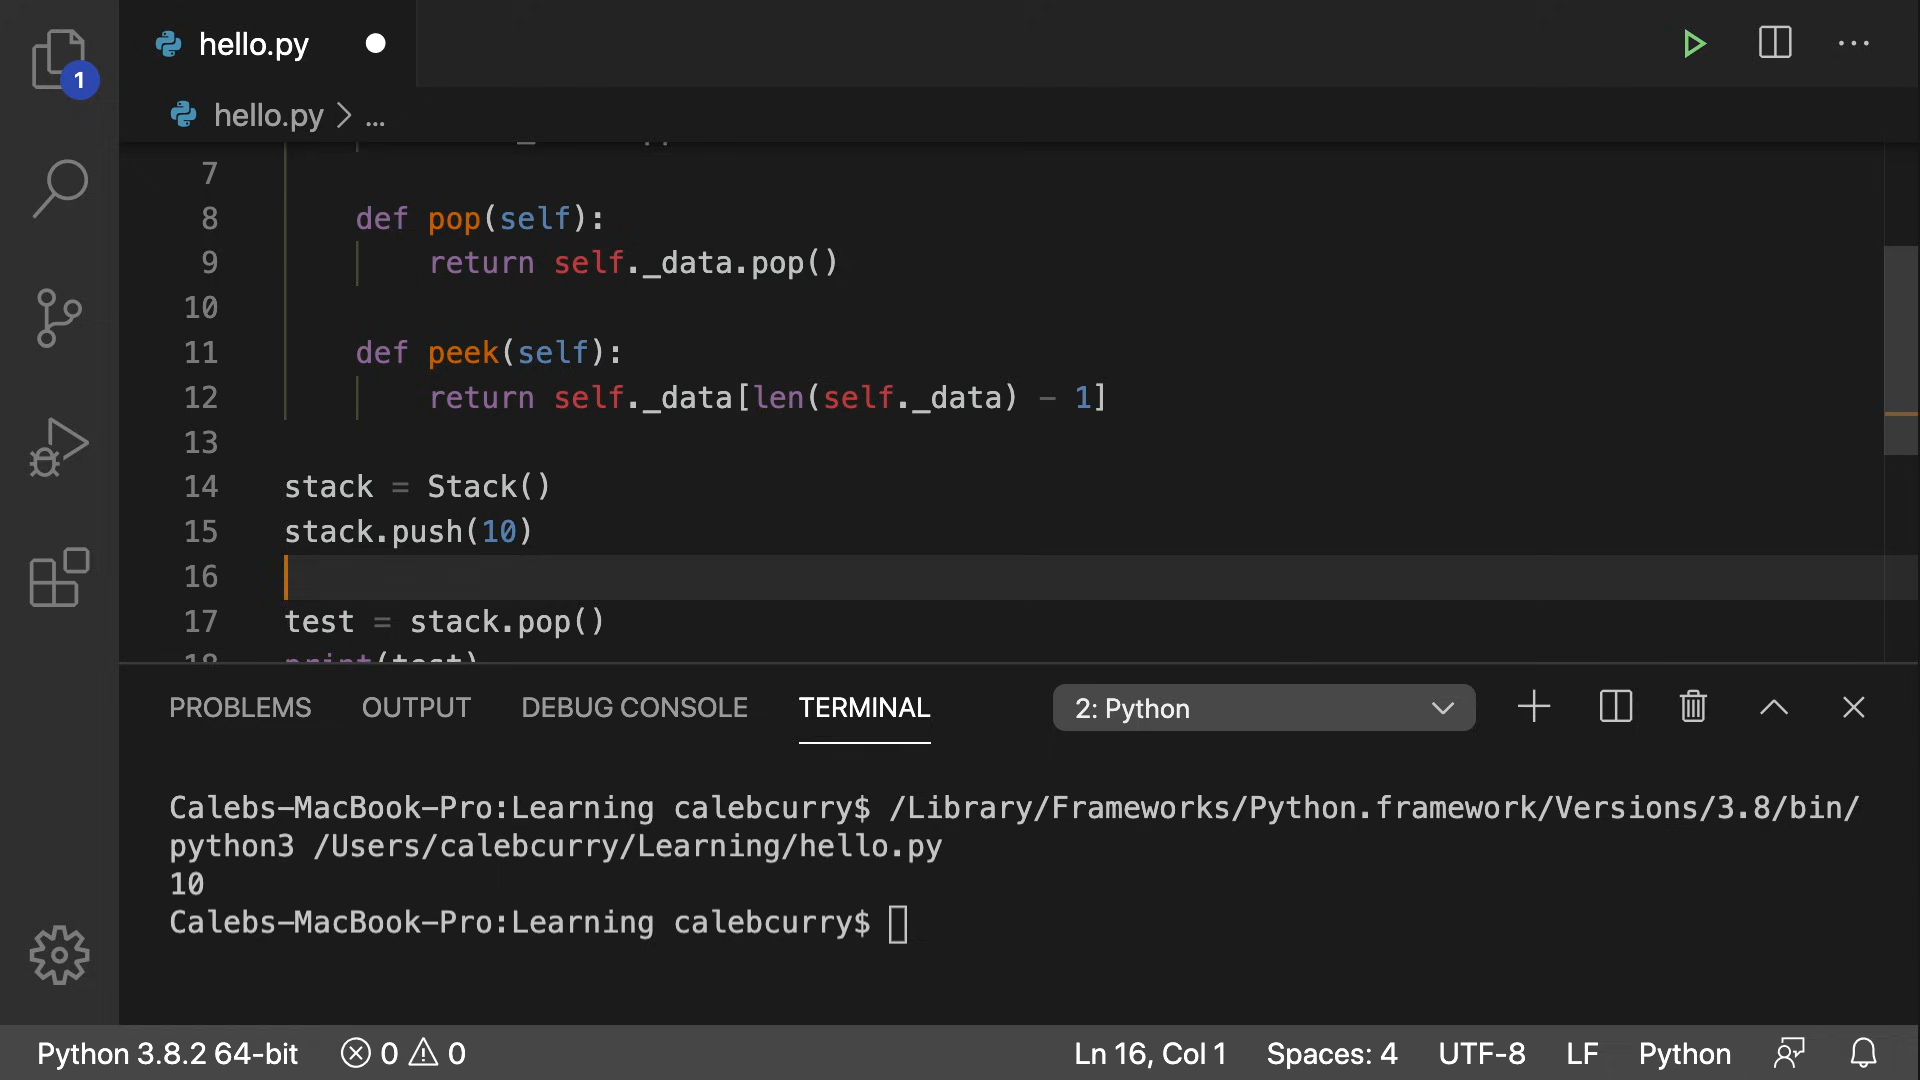 hello.py
1
hello.py > ...
7
8 def pop(self):
9 return self._data.pop()
10
11 def peek(self):
12 return self._data[len(self._data) - 1]
13
14 stack = Stack()
15 stack.push(10)
16
17 test = stack.pop()
18 print(test)
PROBLEMS OUTPUT DEBUG CONSOLE TERMINAL 2: Python
Calebs-MacBook-Pro:Learning calebcurry$ /Library/Frameworks/Python.framework/Versions/3.8/bin/
python3 /Users/calebcurry/Learning/hello.py
10
Calebs-MacBook-Pro:Learning calebcurry$
Python 3.8.2 64-bit 0 0 Ln 16, Col 1 Spaces: 4 UTF-8 LF Python